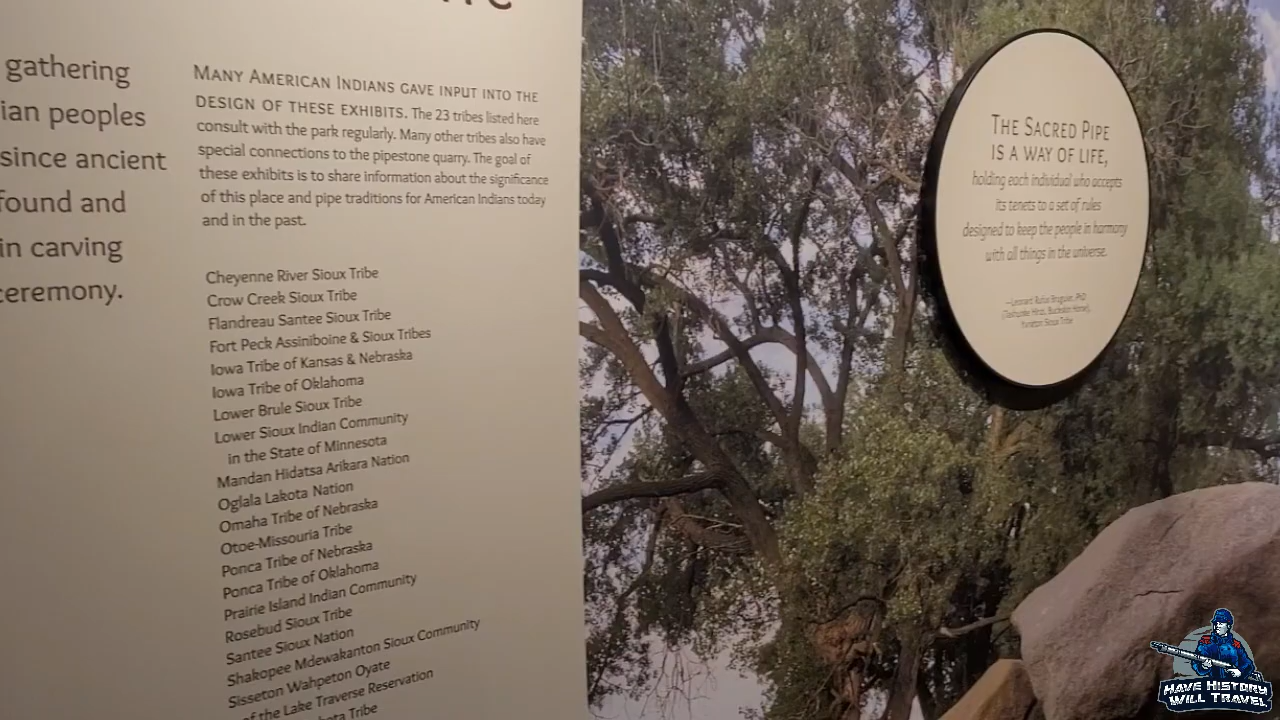 gathering
ian peoples
since ancient
found and
in carving
ceremony.
MANY AMERICAN INDIANS GAVE INPUT INTO THE
DESIGN OF THESE EXHIBITS. The 23 tribes listed here
consult with the park regularly. Many other tribes also have
special connections to the pipestone quarry. The goal of
these exhibits is to share information about the significance
of this place and pipe traditions for American Indians today
and in the past.
Cheyenne River Sioux Tribe
Crow Creek Sioux Tribe
Flandreau Santee Sioux Tribe
Fort Peck Assiniboine & Sioux Tribes
Iowa Tribe of Kansas & Nebraska
Iowa Tribe of Oklahoma
Lower Brule Sioux Tribe
Lower Sioux Indian Community
in the State of Minnesota
Mandan Hidatsa Arikara Nation
Oglala Lakota Nation
Omaha Tribe of Nebraska
Otoe-Missouria Tribe
Ponca Tribe of Nebraska
Ponca Tribe of Oklahoma
Prairie Island Indian Community
Rosebud Sioux Tribe
Santee Sioux Nation
Shakopee Mdewakanton Sioux Community
Sisseton Wahpeton Oyate
of the Lake Traverse Reservation
Tribe
THE SACRED PIPE
IS A WAY OF LIFE,
holding each individual who accepts
its tenets to a set of rules
designed to keep the people in harmony
with all things in the universe.
—Leonard Rufus Bruguier, PhD
Yankton Sioux Tribe
HAVE HISTORY
WILL TRAVEL